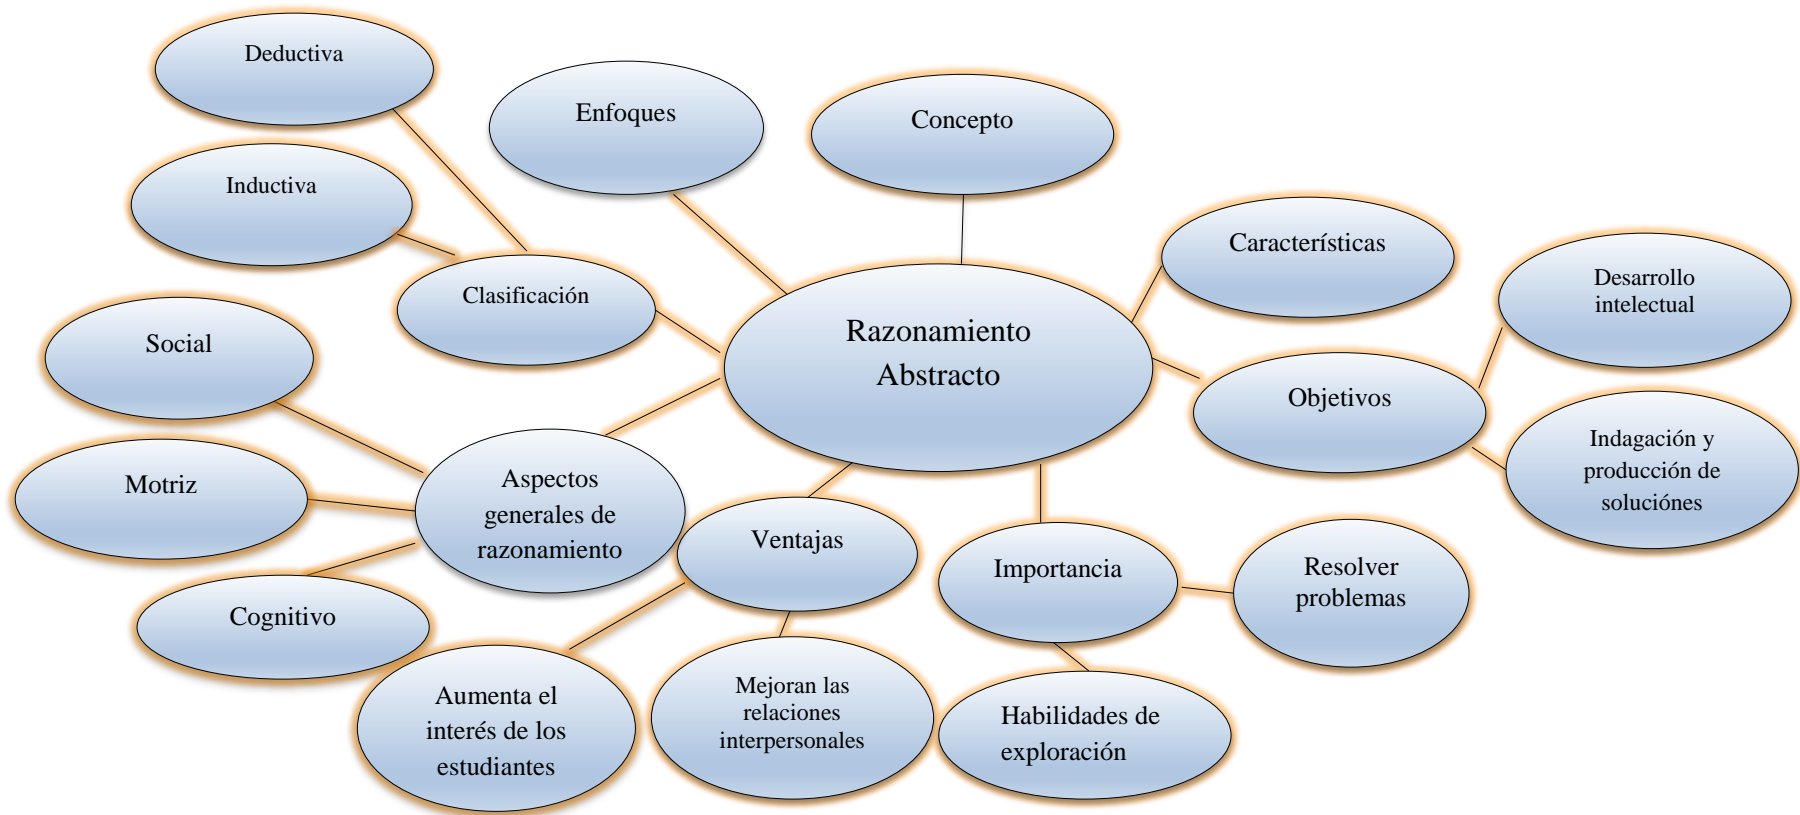 Deductiva
Enfoques
Concepto
Inductiva
Características
Clasificación
Desarrollo
intelectual
Social
Razonamiento
Abstracto
Objetivos
Motriz
Aspectos
generales de
razonamiento
Indagación y
producción de
soluciónes
Ventajas
Importancia
Resolver
problemas
Cognitivo
Aumenta el
interés de los
estudiantes
Mejoran las
relaciones
interpersonales
Habilidades de
exploración